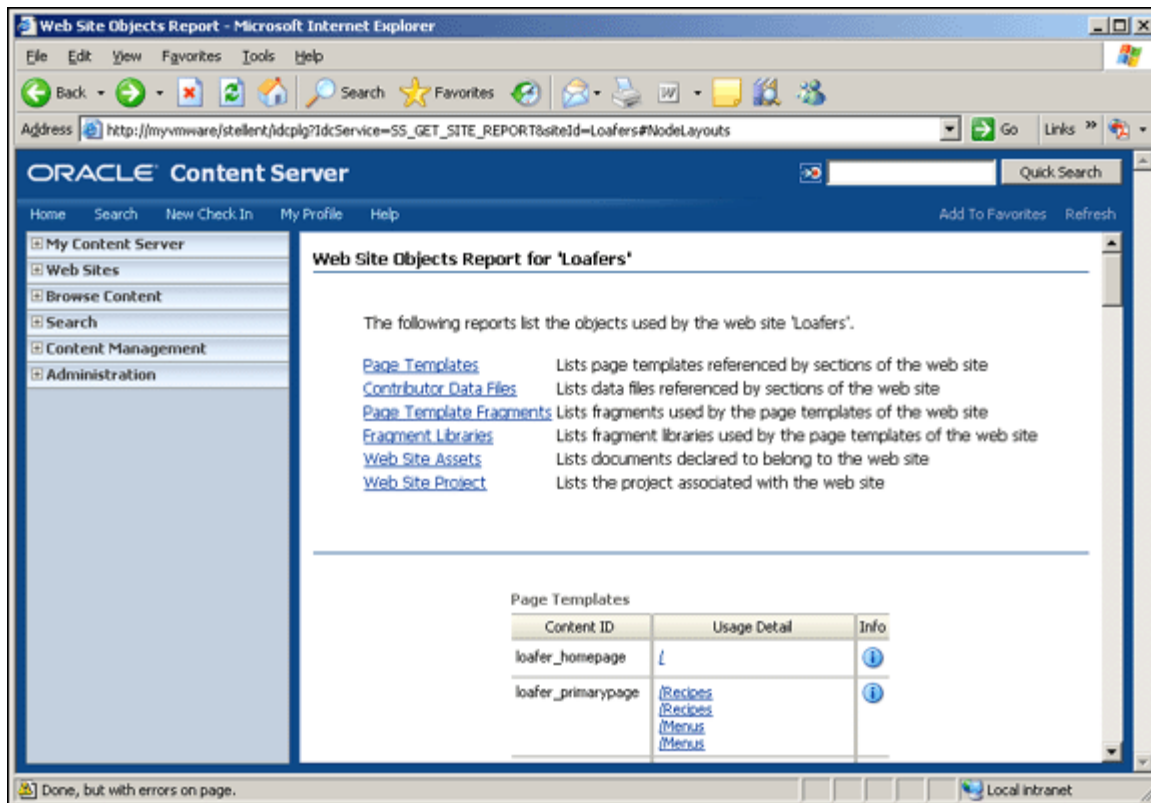 Web Site Objects Report - Microsoft Internet Explorer
File Edit View Favorites Tools Help
Back Search Favorites
Address http://myvmware/stellent/idcplg?IdcService=SS_GET_SITE_REPORT&siteId=Loafers#NodeLayouts Go Links »
ORACLE Content Server Quick Search
Home Search New Check In My Profile Help Add To Favorites Refresh
My Content Server
Web Sites
Browse Content
Search
Content Management
Administration
Web Site Objects Report for 'Loafers'
The following reports list the objects used by the web site 'Loafers'.
Page Templates Lists page templates referenced by sections of the web site
Contributor Data Files Lists data files referenced by sections of the web site
Page Template Fragments Lists fragments used by the page templates of the web site
Fragment Libraries Lists fragment libraries used by the page templates of the web site
Web Site Assets Lists documents declared to belong to the web site
Web Site Project Lists the project associated with the web site
Page Templates
Content ID Usage Detail Info
loafer_homepage /
loafer_primarypage /Recipes
/Recipes
/Menus
/Menus
Done, but with errors on page. Local intranet